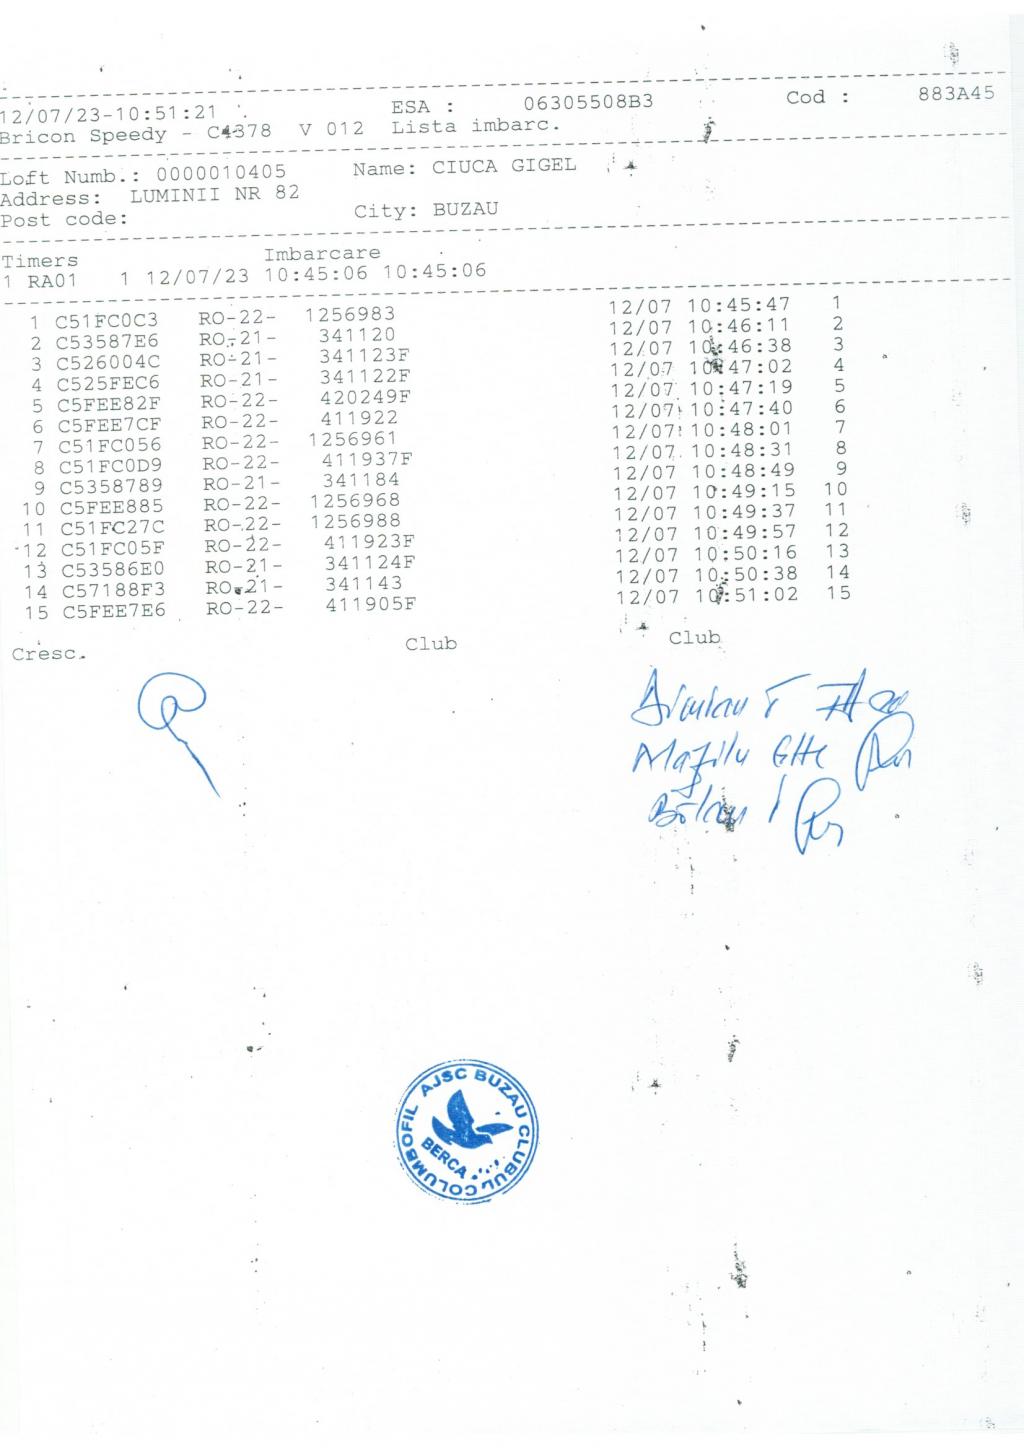 12/07/23-10:51:21 ESA : 06305508B3 Cod : 883A45
Bricon Speedy - C4378 V 012 Lista imbarc.
Loft Numb.: 0000010405 Name: CIUCA GIGEL
Address: LUMINII NR 82
Post code: City: BUZAU
Timers Imbarcare
1 RA01 1 12/07/23 10:45:06 10:45:06
1 C51FC0C3 RO-22- 1256983 12/07 10:45:47 1
2 C53587E6 RO-21- 341120 12/07 10:46:11 2
3 C526004C RO-21- 341123F 12/07 10:46:38 3
4 C525FEC6 RO-21- 341122F 12/07 10:47:02 4
5 C5FEE82F RO-22- 420249F 12/07 10:47:19 5
6 C5FEE7CF RO-22- 411922 12/07 10:47:40 6
7 C51FC056 RO-22- 1256961 12/07 10:48:01 7
8 C51FC0D9 RO-22- 411937F 12/07 10:48:31 8
9 C5358789 RO-21- 341184 12/07 10:48:49 9
10 C5FEE885 RO-22- 1256968 12/07 10:49:15 10
11 C51FC27C RO-22- 1256988 12/07 10:49:37 11
12 C51FC05F RO-22- 411923F 12/07 10:49:57 12
13 C53586E0 RO-21- 341124F 12/07 10:50:16 13
14 C57188F3 RO-21- 341143 12/07 10:50:38 14
15 C5FEE7E6 RO-22- 411905F 12/07 10:51:02 15
Cresc. Club Club
Mazilu GHe
AJSC BUZAU CLUBUL COLUMBOFIL
BERCA